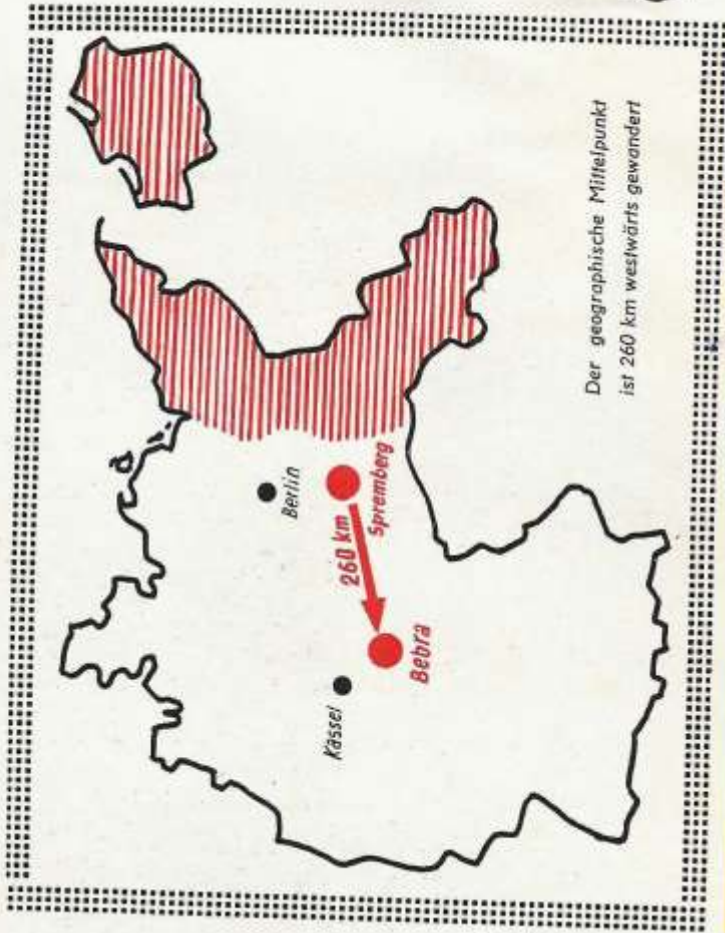 Berlin
260 km
Spremberg
Bebra
Kassel
Der geographische Mittelpunkt
ist 260 km westwärts gewandert